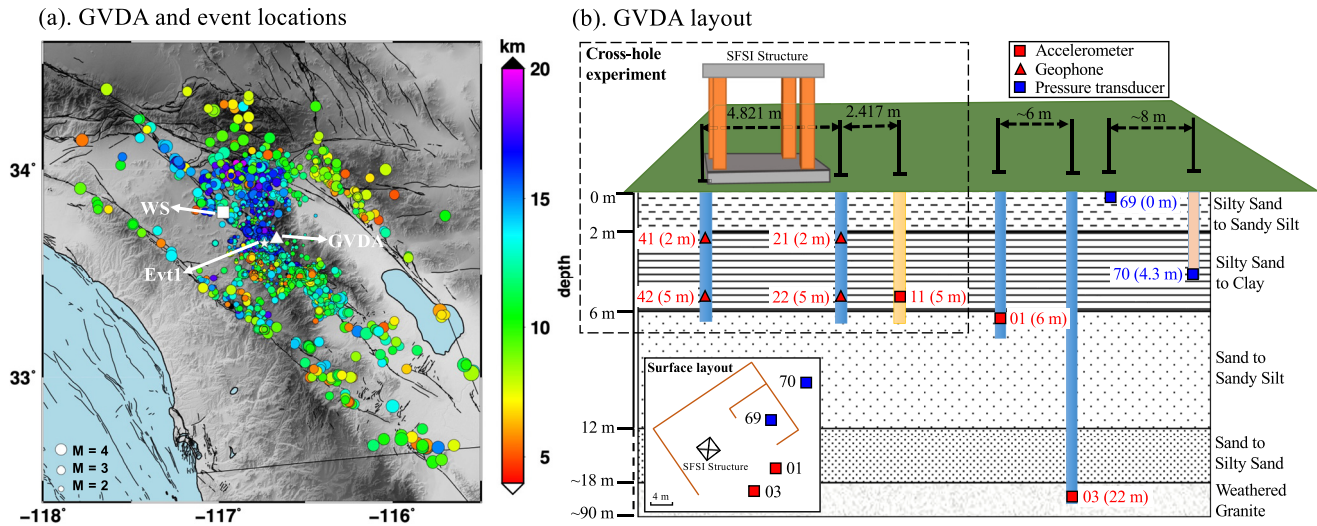 (a). GVDA and event locations
km
20
15
10
5
depth
34°
33°
−118
−117
−116
WS
GVDA
Evt1
M = 4
M = 3
M = 2
(b). GVDA layout
Cross-hole
experiment
SFSI Structure
Accelerometer
Geophone
Pressure transducer
4.821 m
2.417 m
~6 m
~8 m
0 m
2 m
6 m
12 m
~18 m
~90 m
69 (0 m)
41 (2 m)
21 (2 m)
70 (4.3 m)
42 (5 m)
22 (5 m)
11 (5 m)
01 (6 m)
03 (22 m)
Silty Sand
to Sandy Silt
Silty Sand
to Clay
Sand to
Sandy Silt
Sand to
Silty Sand
Weathered
Granite
Surface layout
70
69
SFSI Structure
01
03
4 m